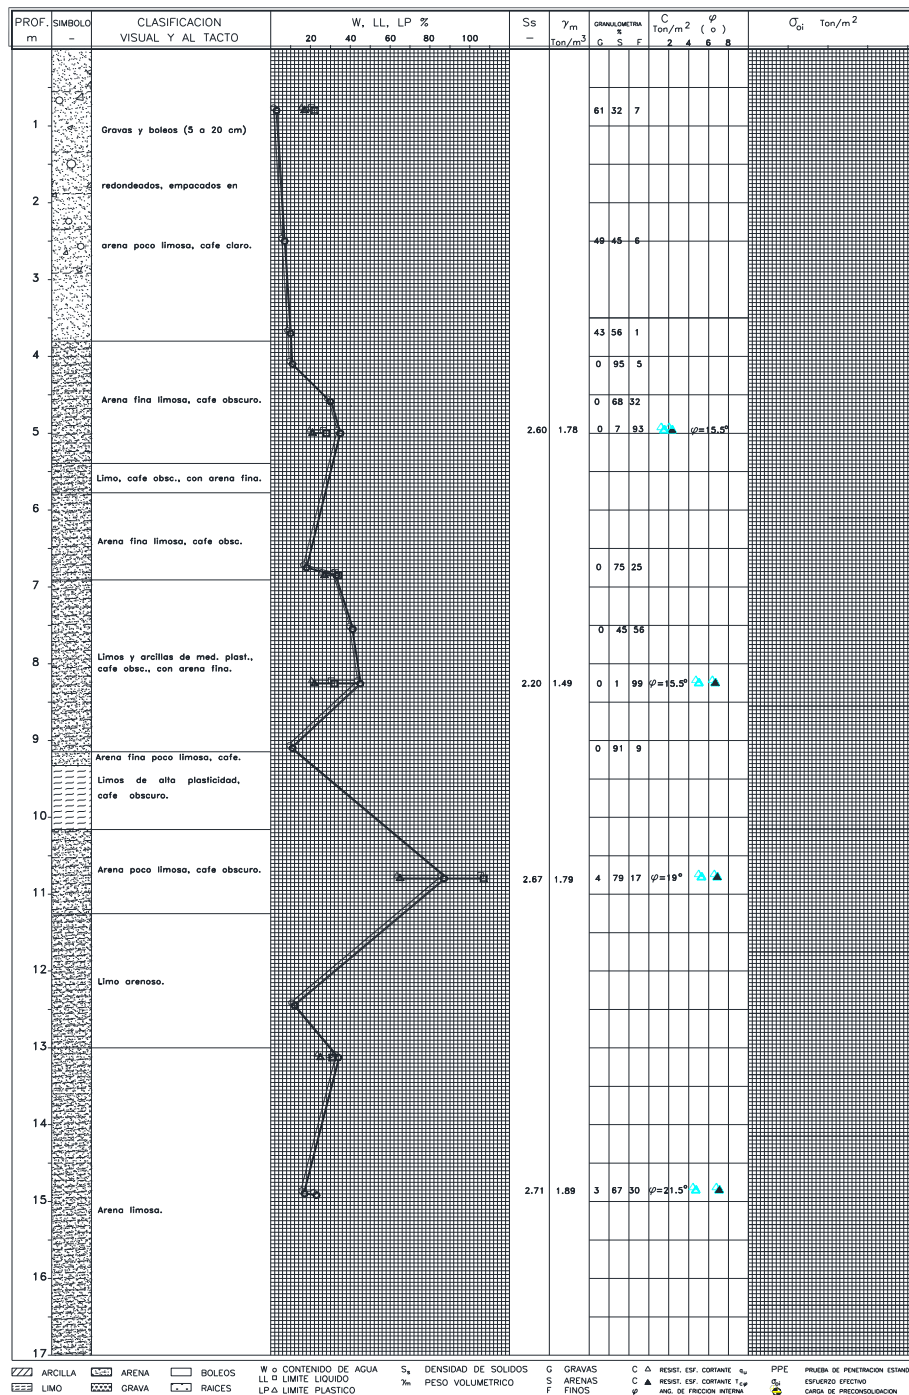 PROF. SIMBOLO CLASIFICACION W, LL, LP % Ss γm GRANULOMETRIA C φ σoi Ton/m²
m – VISUAL Y AL TACTO 20 40 60 80 100 – Ton/m³ % Ton/m² ( o )
G S F 2 4 6 8
61 32 7
1 Gravas y boleos (5 a 20 cm)
redondeados, empacados en
2
arena poco limosa, cafe claro. 49 45 6
3
43 56 1
4
0 95 5
Arena fina limosa, cafe obscuro. 0 68 32
5 2.60 1.78 0 7 93 φ=15.5°
Limo, cafe obsc., con arena fina.
6
Arena fina limosa, cafe obsc.
0 75 25
7
0 45 56
Limos y arcillas de med. plast.,
8 cafe obsc., con arena fina.
2.20 1.49 0 1 99 φ=15.5°
9 0 91 9
Arena fina poco limosa, cafe.
Limos de alta plasticidad,
cafe obscuro.
10
Arena poco limosa, cafe obscuro. 2.67 1.79 4 79 17 φ=19°
11
12
Limo arenoso.
13
14
2.71 1.89 3 67 30 φ=21.5°
15
Arena limosa.
16
17
ARCILLA ARENA BOLEOS W o CONTENIDO DE AGUA Ss DENSIDAD DE SOLIDOS G GRAVAS C △ RESIST. ESF. CORTANTE qu PPE PRUEBA DE PENETRACION ESTAND
LL □ LIMITE LIQUIDO γm PESO VOLUMETRICO S ARENAS C ▲ RESIST. ESF. CORTANTE Tcφ σoi ESFUERZO EFECTIVO
LIMO GRAVA RAICES LP △ LIMITE PLASTICO F FINOS φ ANG. DE FRICCION INTERNA CARGA DE PRECONSOLIDACION